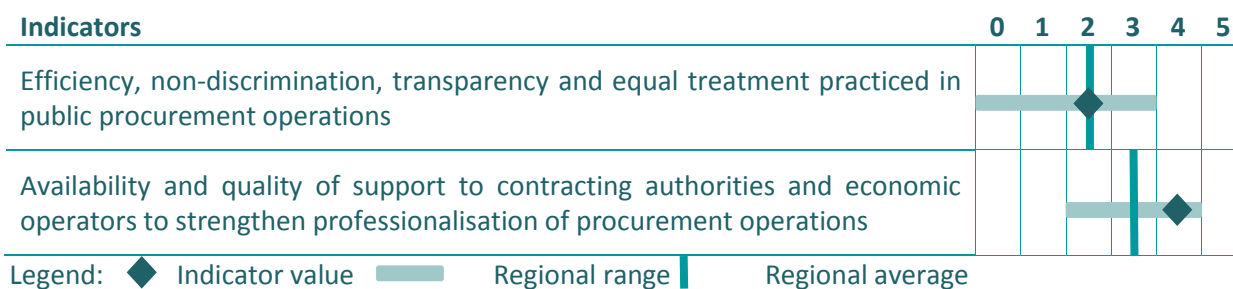 Indicators 0 1 2 3 4 5
Efficiency, non-discrimination, transparency and equal treatment practiced in
public procurement operations
Availability and quality of support to contracting authorities and economic
operators to strengthen professionalisation of procurement operations
Legend: Indicator value Regional range Regional average